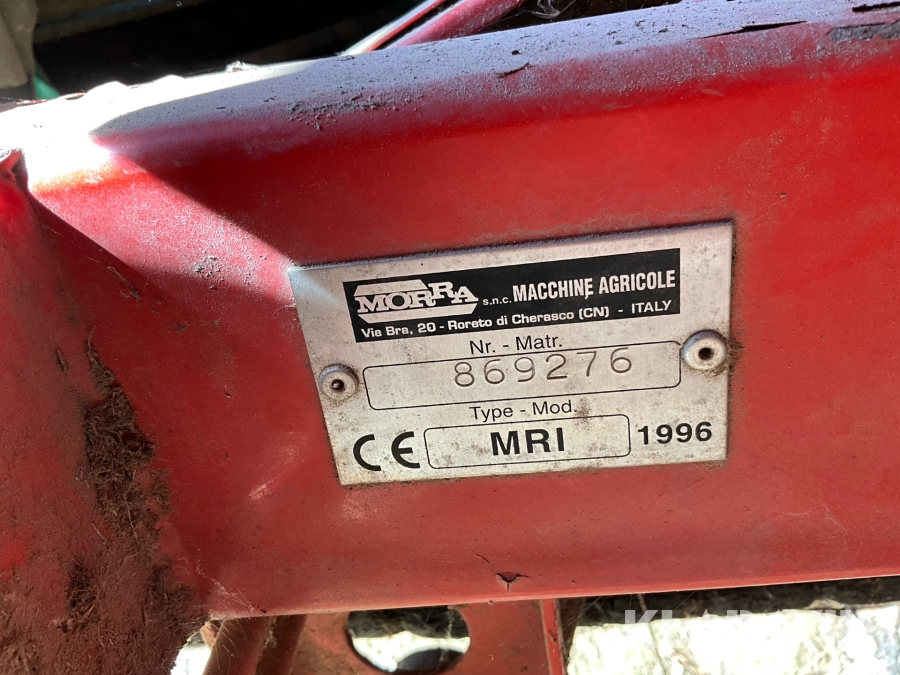 MORRA s.n.c. MACCHINE AGRICOLE
Via Bra, 20 - Roreto di Cherasco (CN) - ITALY
Nr. - Matr.
869276
Type - Mod.
CE MRI 1996